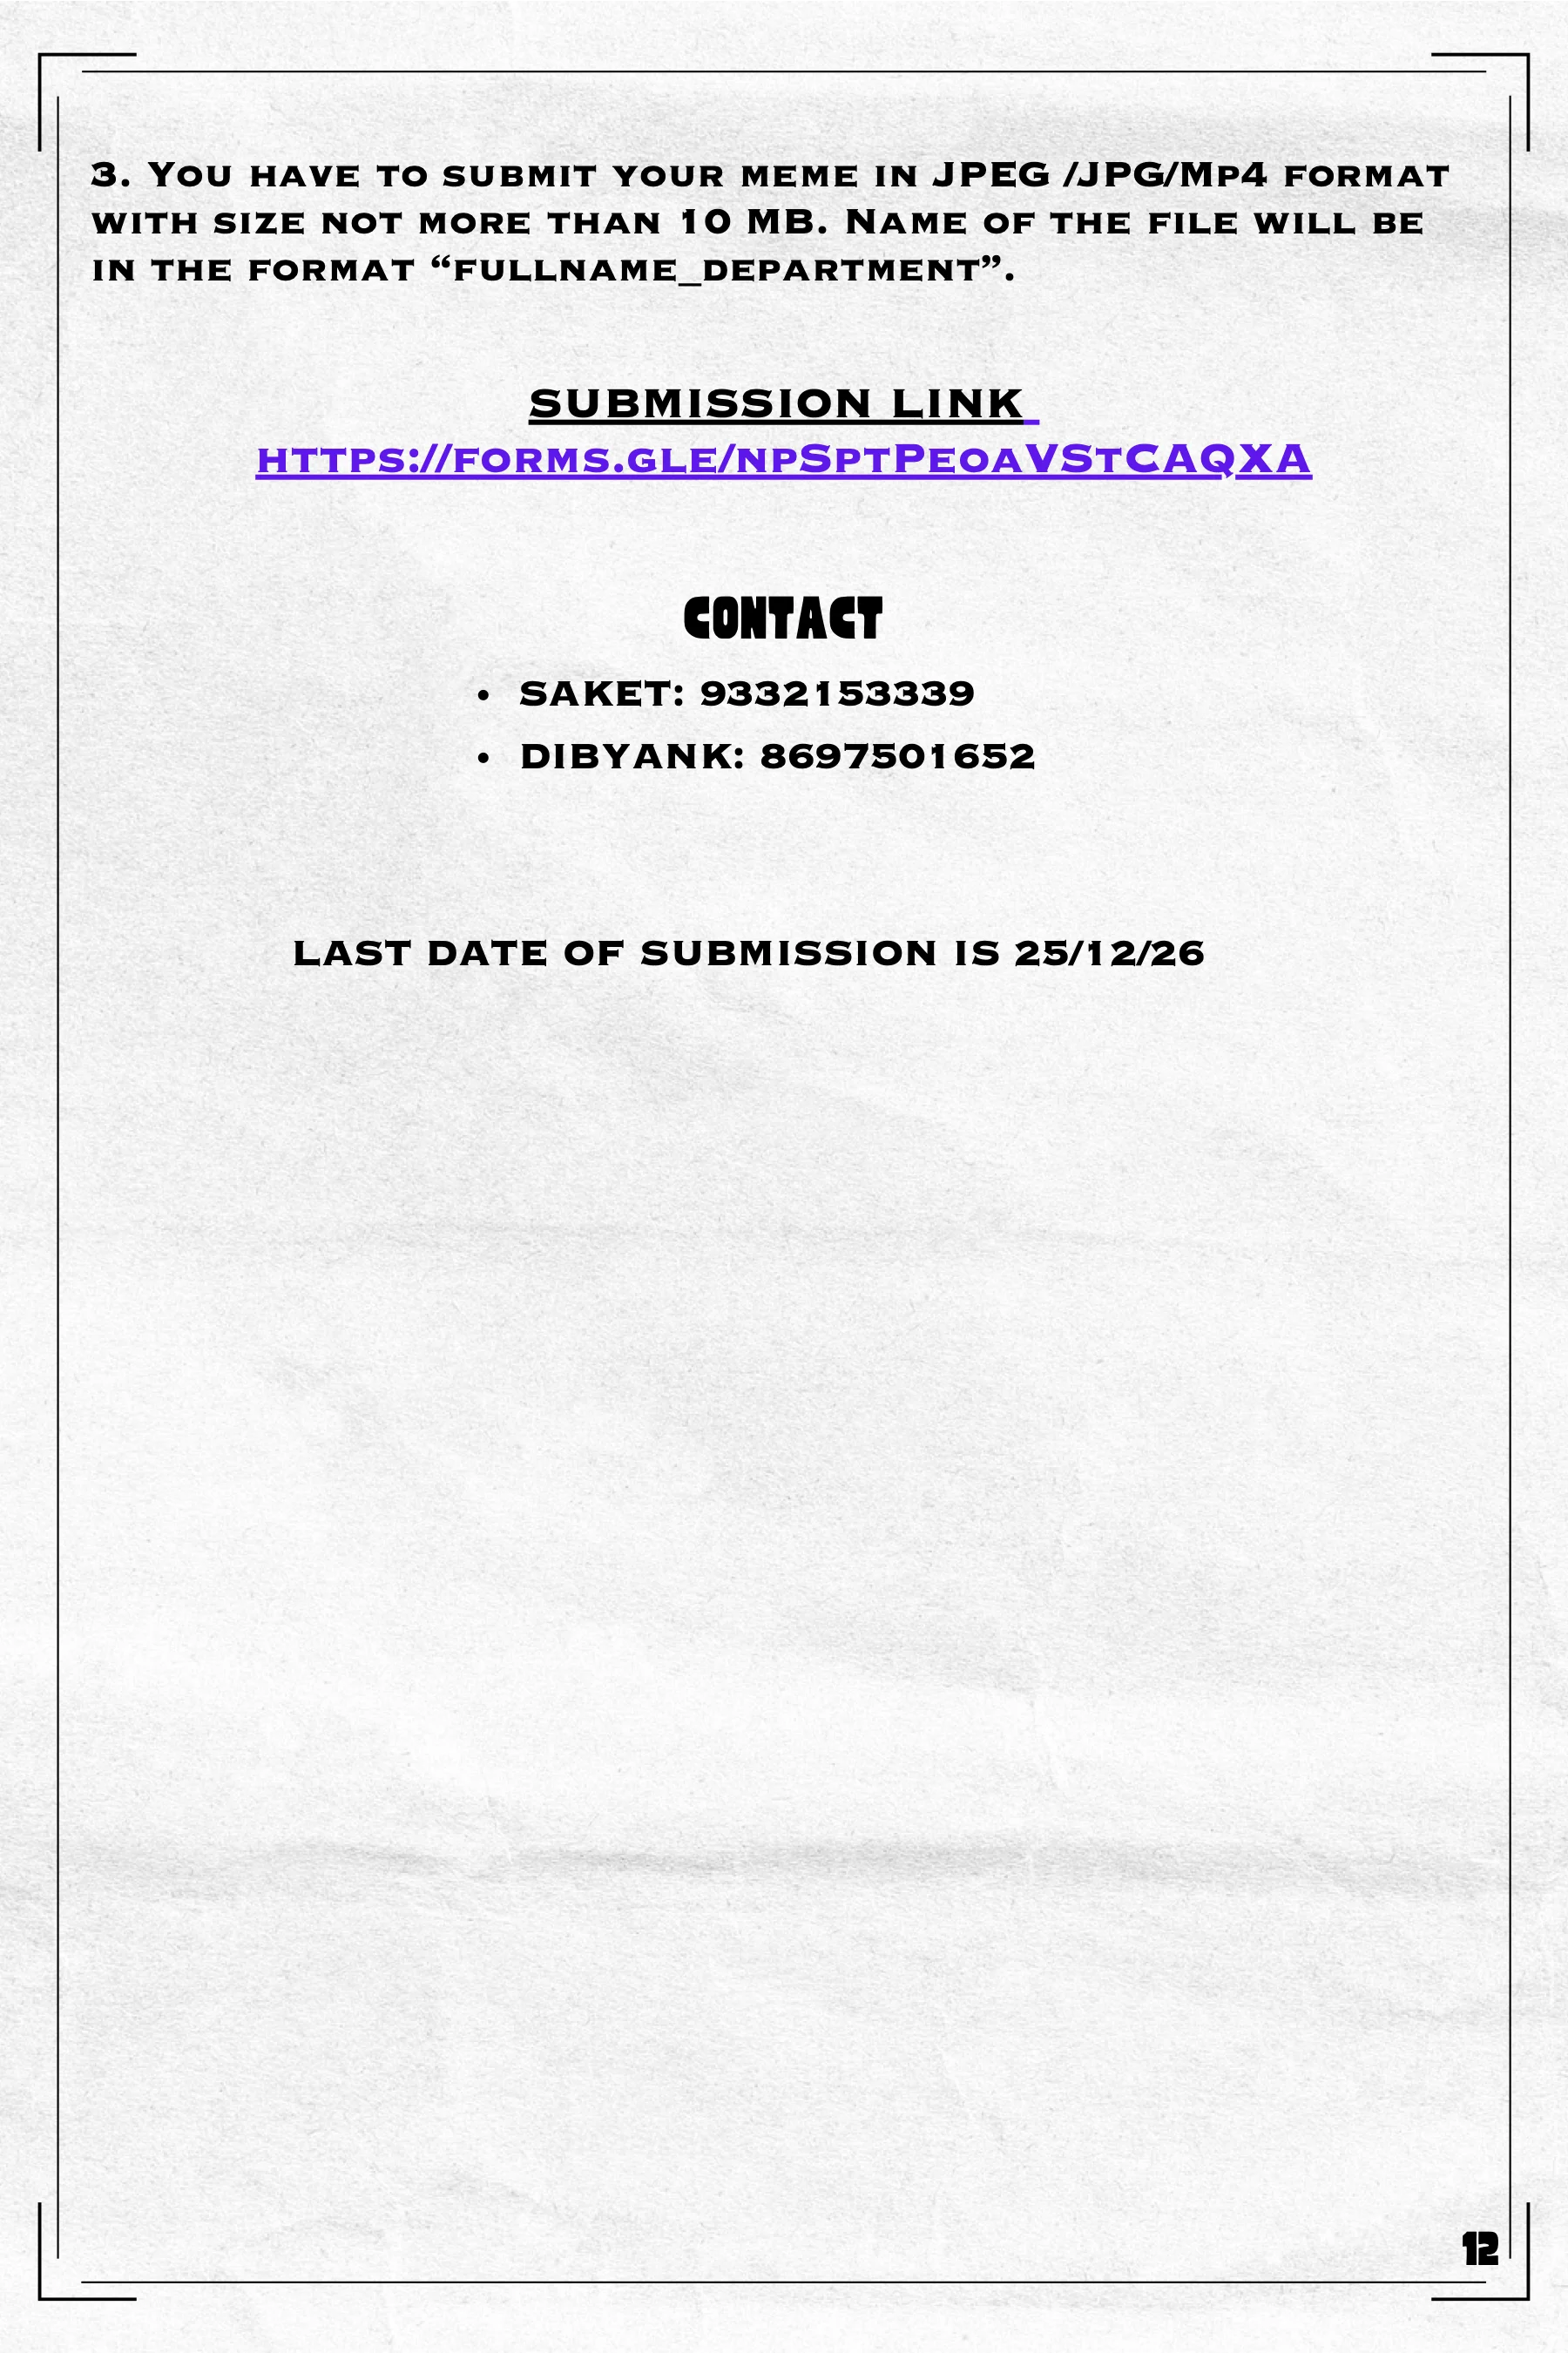 3. You have to submit your meme in JPEG /JPG/Mp4 format
with size not more than 10 MB. Name of the file will be
in the format “fullname_department”.
SUBMISSION LINK
https://forms.gle/npSptPeoaVStCAQXA
CONTACT
• SAKET: 9332153339
• DIBYANK: 8697501652
LAST DATE OF SUBMISSION IS 25/12/26
12